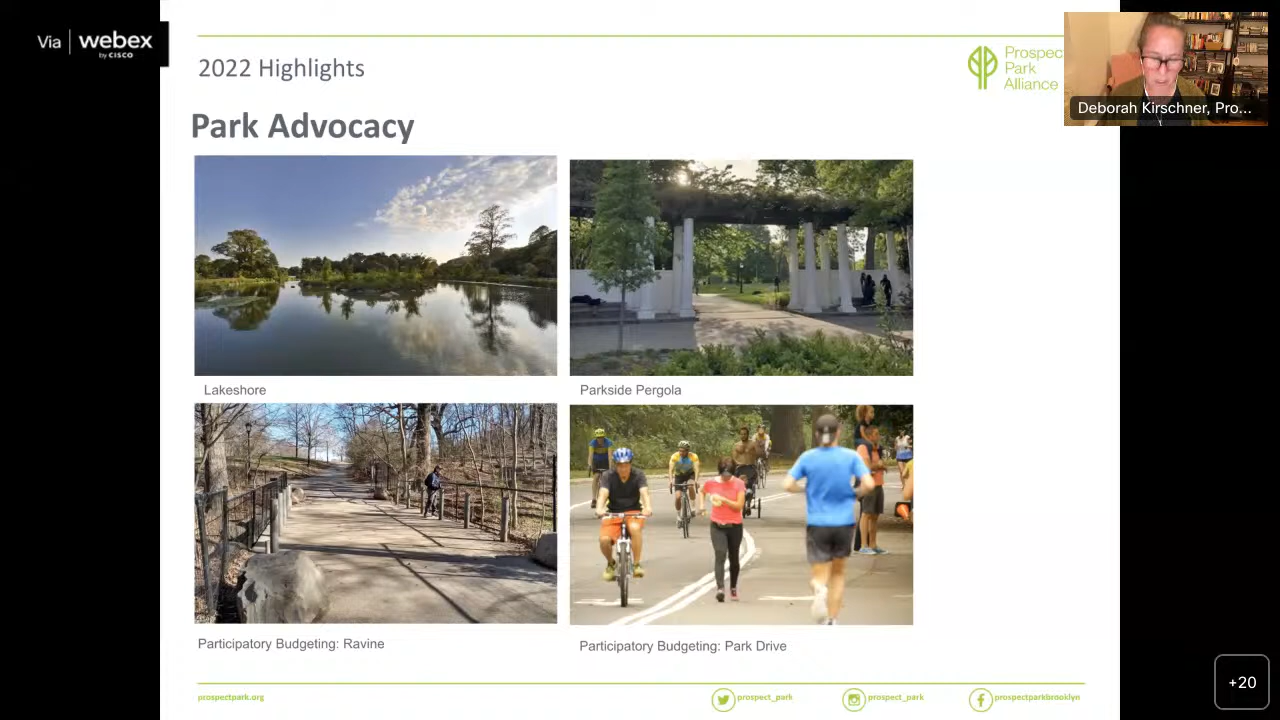 Via | webex
by CISCO
2022 Highlights
Prospec
Park
Alliance
Deborah Kirschner, Pro...
Park Advocacy
Lakeshore
Parkside Pergola
Participatory Budgeting: Ravine
Participatory Budgeting: Park Drive
prospectpark.org
prospect_park
prospect_park
prospectparkbrooklyn
+20